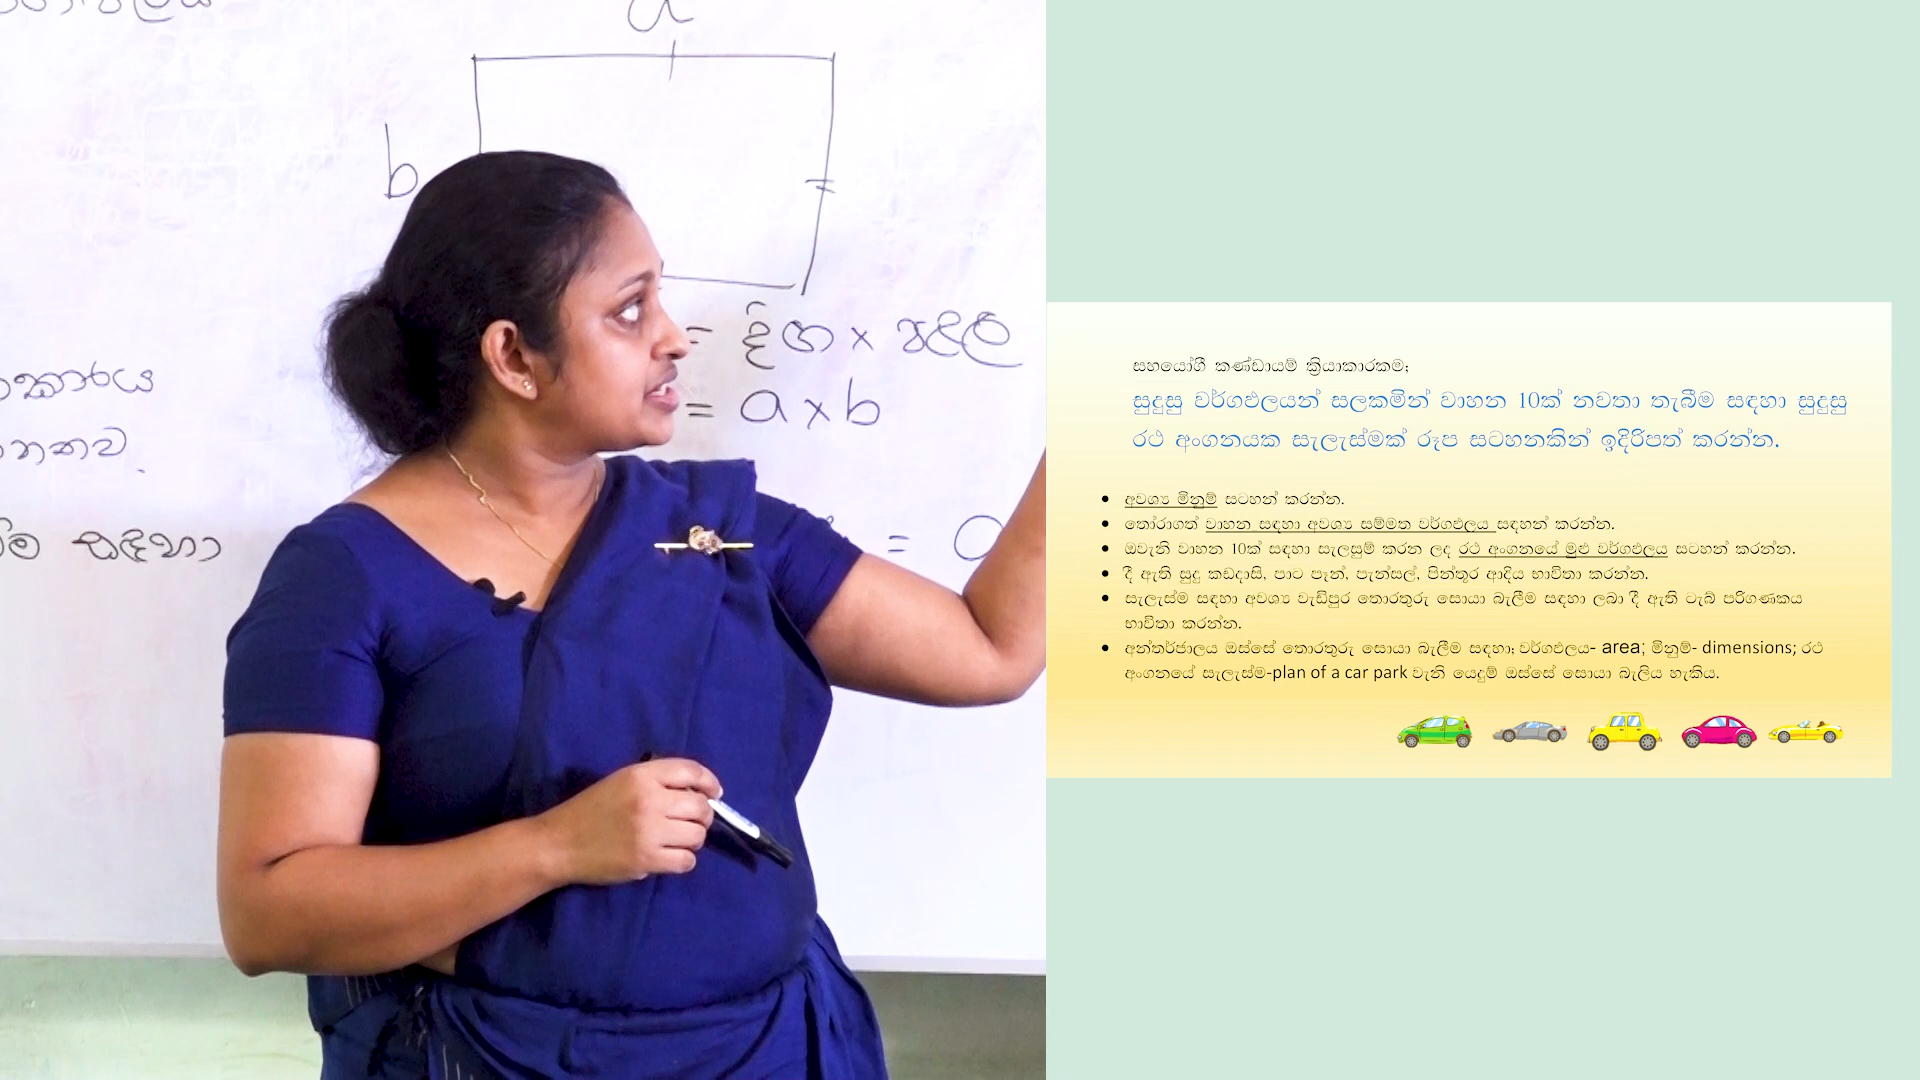 a
b
= දිග x පළල
= a x b
සඳහා
=
සහයෝගී කණ්ඩායම් ක්‍රියාකාරකම;
සුදුසු වර්ගඵලයන් සලකමින් වාහන 10ක් නවතා තැබීම සඳහා සුදුසු
රථ අංගනයක සැලැස්මක් රූප සටහනකින් ඉදිරිපත් කරන්න.
• අවශ්‍ය මිනුම් සටහන් කරන්න.
• තෝරාගත් වාහන සඳහා අවශ්‍ය සම්මත වර්ගඵලය සඳහන් කරන්න.
• ඔවැනි වාහන 10ක් සඳහා සැලසුම් කරන ලද රථ අංගනයේ මුළු වර්ගඵලය සටහන් කරන්න.
• දී ඇති සුදු කඩදාසි, පාට පෑන්, පැන්සල්, පින්තූර ආදිය භාවිතා කරන්න.
• සැලැස්ම සඳහා අවශ්‍ය වැඩිපුර තොරතුරු සොයා බැලීම සඳහා ලබා දී ඇති ටැබ් පරිගණකය
භාවිතා කරන්න.
• අන්තර්ජාලය ඔස්සේ තොරතුරු සොයා බැලීම සඳහා; වර්ගඵලය- area; මිනුම්- dimensions; රථ
අංගනයේ සැලැස්ම-plan of a car park වැනි යෙදුම් ඔස්සේ සොයා බැලිය හැකිය.